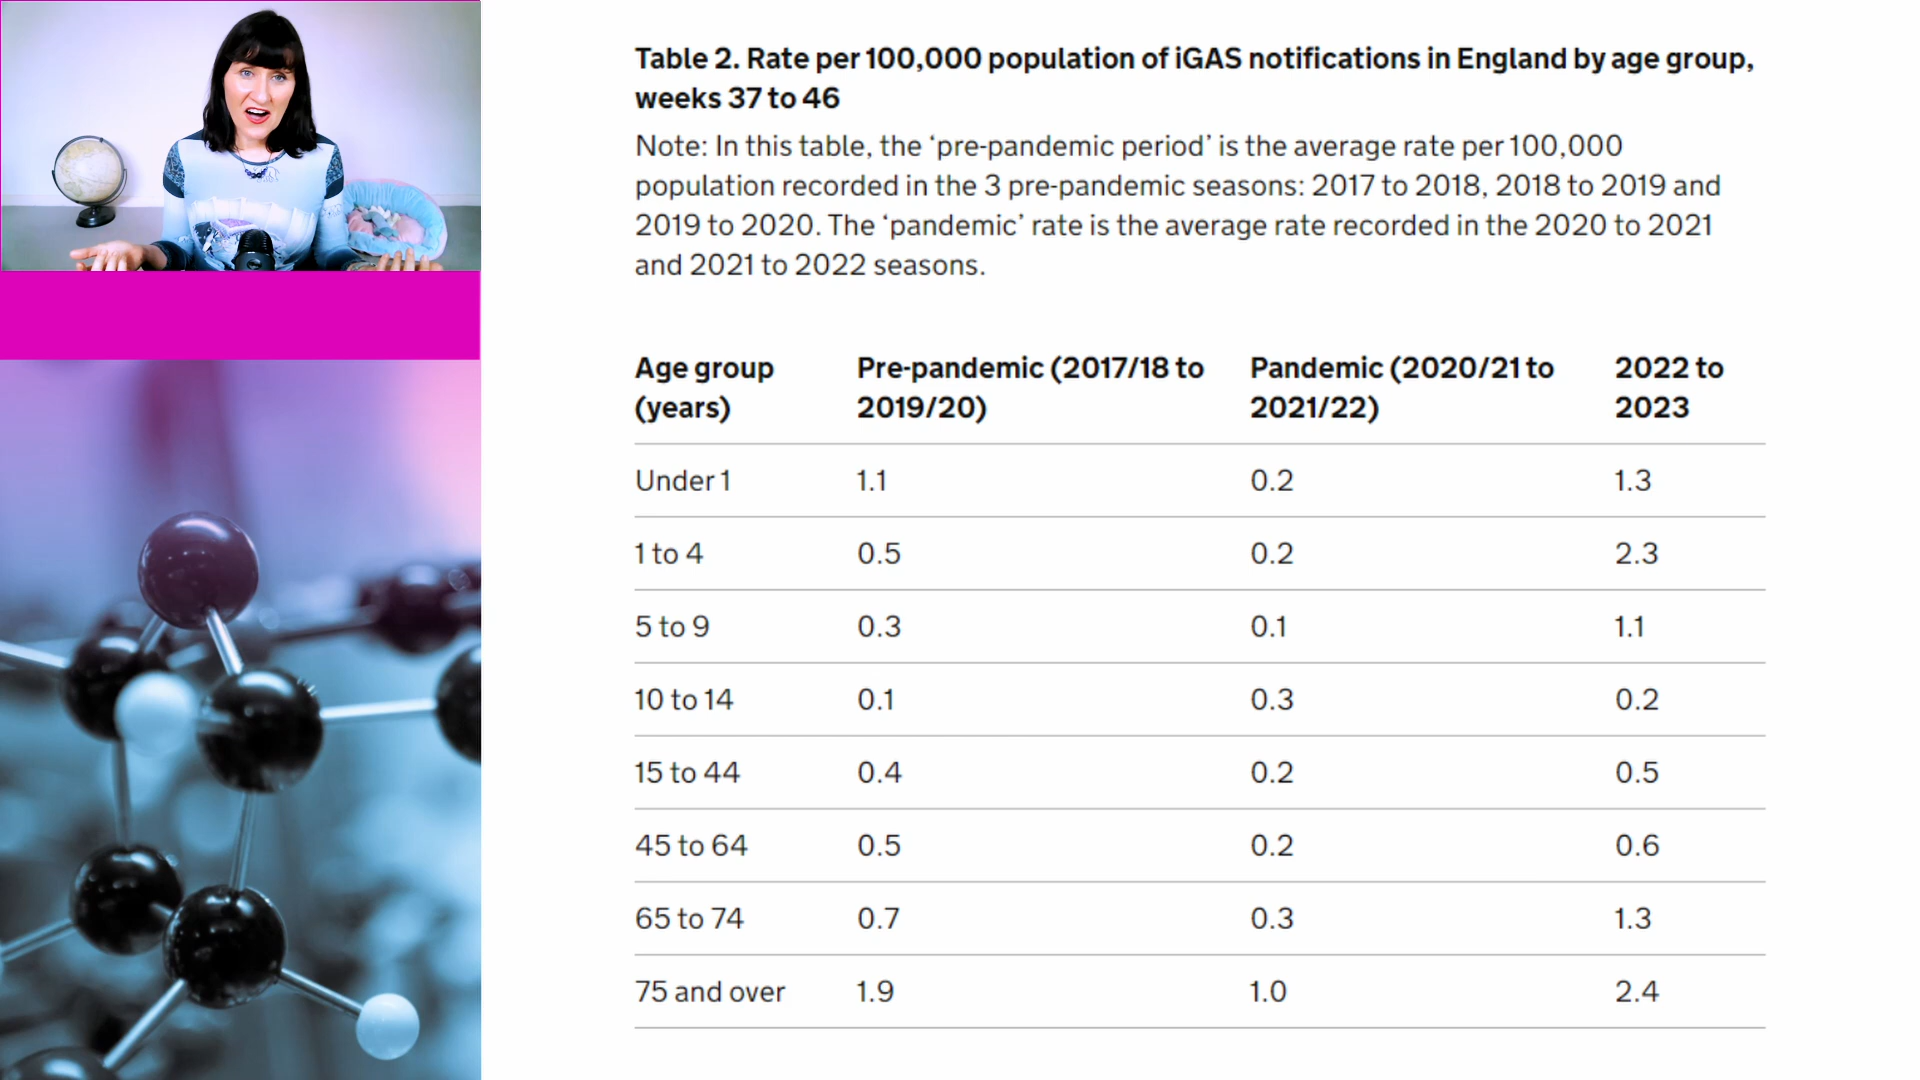 Table 2. Rate per 100,000 population of iGAS notifications in England by age group,
weeks 37 to 46
Note: In this table, the ‘pre-pandemic period’ is the average rate per 100,000
population recorded in the 3 pre-pandemic seasons: 2017 to 2018, 2018 to 2019 and
2019 to 2020. The ‘pandemic’ rate is the average rate recorded in the 2020 to 2021
and 2021 to 2022 seasons.
Age group (years) Pre-pandemic (2017/18 to 2019/20) Pandemic (2020/21 to 2021/22) 2022 to 2023
Under 1 1.1 0.2 1.3
1 to 4 0.5 0.2 2.3
5 to 9 0.3 0.1 1.1
10 to 14 0.1 0.3 0.2
15 to 44 0.4 0.2 0.5
45 to 64 0.5 0.2 0.6
65 to 74 0.7 0.3 1.3
75 and over 1.9 1.0 2.4